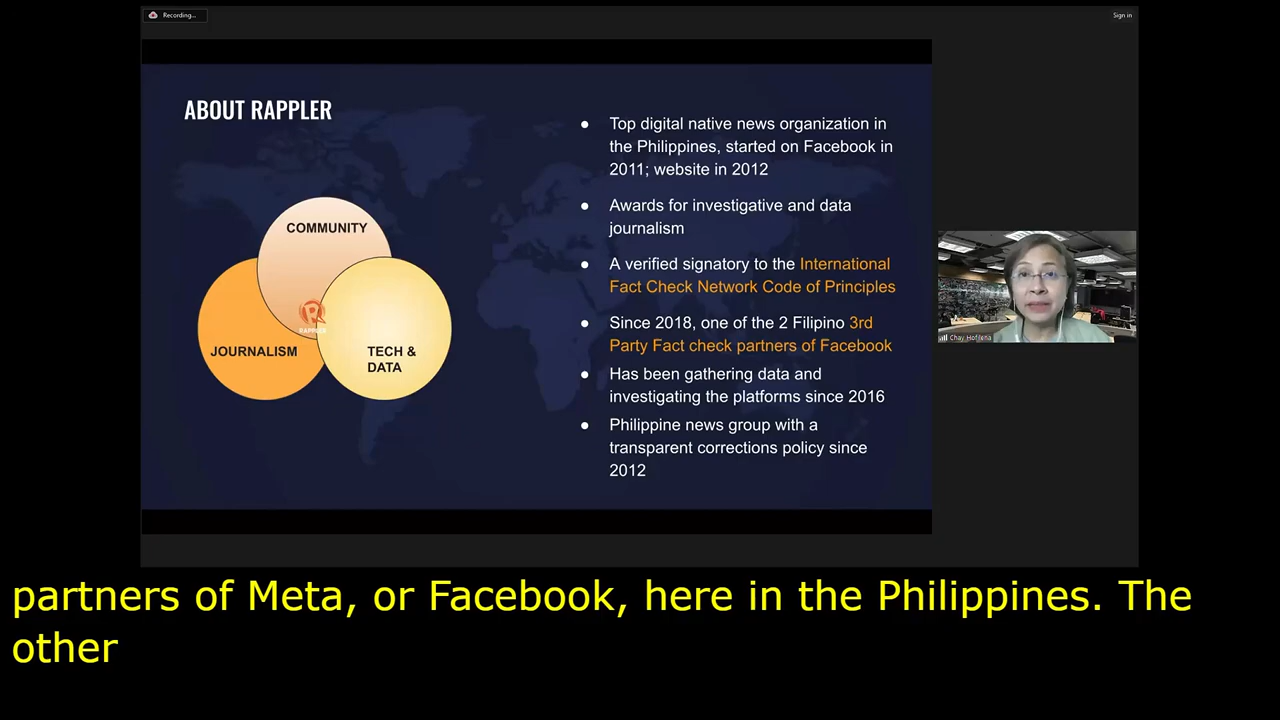 Recording...
Sign in
ABOUT RAPPLER
COMMUNITY
RAPPLER
JOURNALISM
TECH &
DATA
● Top digital native news organization in
the Philippines, started on Facebook in
2011; website in 2012
● Awards for investigative and data
journalism
● A verified signatory to the International
Fact Check Network Code of Principles
● Since 2018, one of the 2 Filipino 3rd
Party Fact check partners of Facebook
● Has been gathering data and
investigating the platforms since 2016
● Philippine news group with a
transparent corrections policy since
2012
Chay Hofileña
partners of Meta, or Facebook, here in the Philippines. The
other